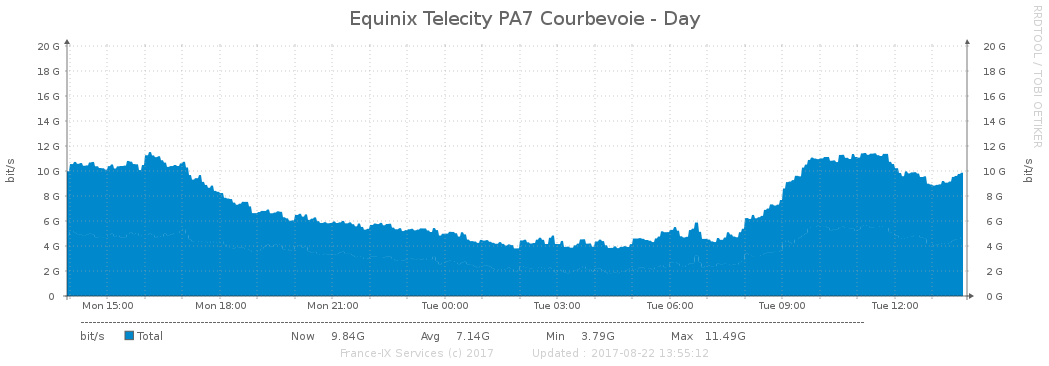 Equinix Telecity PA7 Courbevoie - Day
RRDTOOL / TOBI OETIKER
bit/s
20 G 20 G
18 G 18 G
16 G 16 G
14 G 14 G
12 G 12 G
10 G 10 G
8 G 8 G
6 G 6 G
4 G 4 G
2 G 2 G
0 0 G
bit/s
Mon 15:00 Mon 18:00 Mon 21:00 Tue 00:00 Tue 03:00 Tue 06:00 Tue 09:00 Tue 12:00
bit/s Total Now 9.84G Avg 7.14G Min 3.79G Max 11.49G
France-IX Services (c) 2017 Updated : 2017-08-22 13:55:12